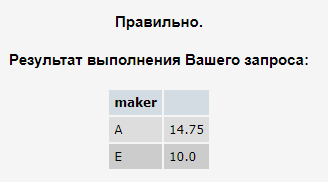 Правильно.
Результат выполнения Вашего запроса:
maker
A 14.75
E 10.0